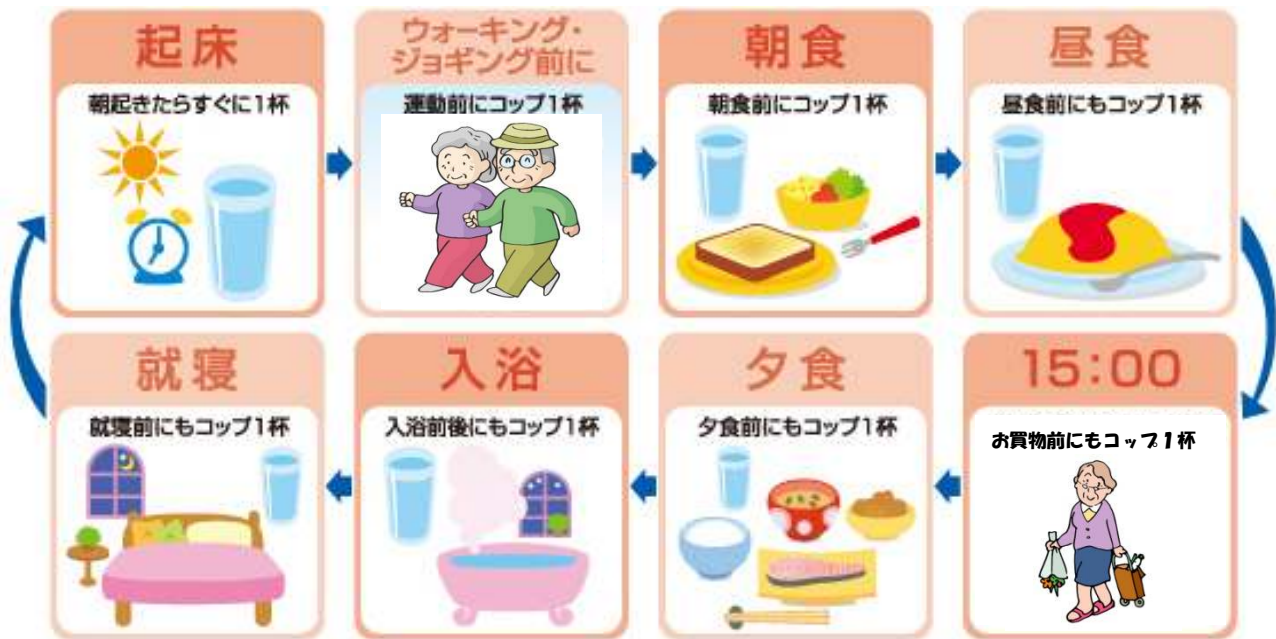 起床
朝起きたらすぐに1杯
ウォーキング・
ジョギング前に
運動前にコップ1杯
朝食
朝食前にコップ1杯
昼食
昼食前にもコップ1杯
15:00
お買物前にもコップ1杯
夕食
夕食前にもコップ1杯
入浴
入浴前後にもコップ1杯
就寝
就寝前にもコップ1杯